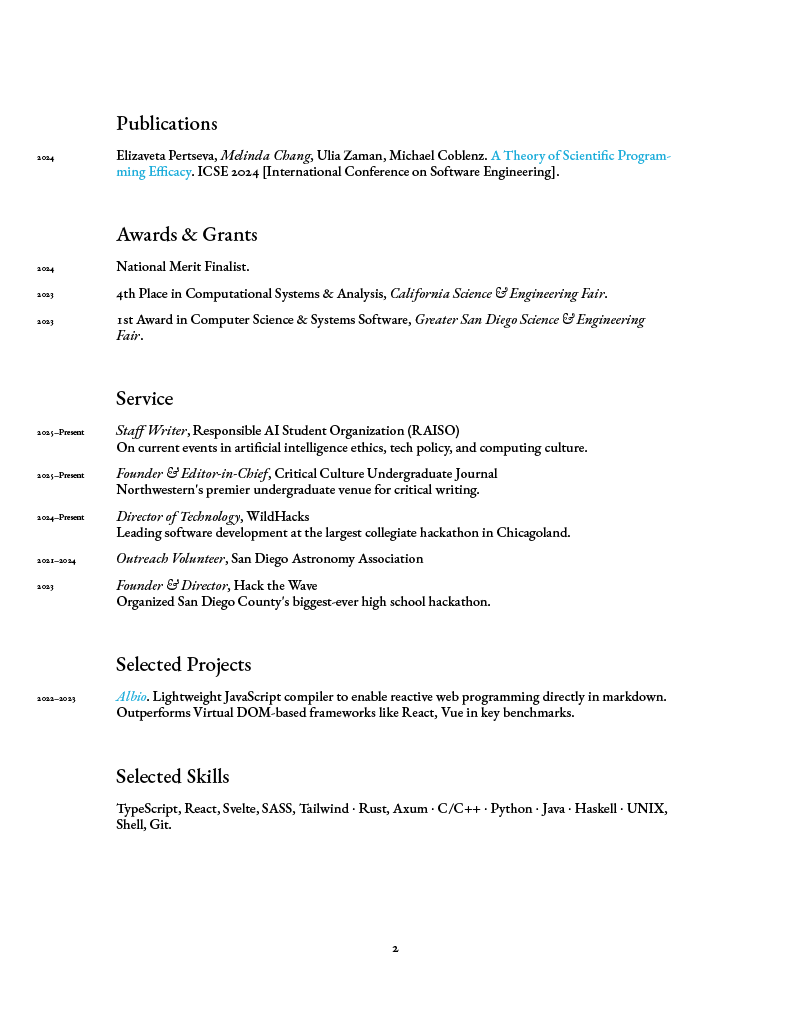 Publications
2024 Elizaveta Pertseva, Melinda Chang, Ulia Zaman, Michael Coblenz. A Theory of Scientific Program-
ming Efficacy. ICSE 2024 [International Conference on Software Engineering].
Awards & Grants
2024 National Merit Finalist.
2023 4th Place in Computational Systems & Analysis, California Science & Engineering Fair.
2023 1st Award in Computer Science & Systems Software, Greater San Diego Science & Engineering
Fair.
Service
2025–Present Staff Writer, Responsible AI Student Organization (RAISO)
On current events in artificial intelligence ethics, tech policy, and computing culture.
2025–Present Founder & Editor-in-Chief, Critical Culture Undergraduate Journal
Northwestern's premier undergraduate venue for critical writing.
2024–Present Director of Technology, WildHacks
Leading software development at the largest collegiate hackathon in Chicagoland.
2021–2024 Outreach Volunteer, San Diego Astronomy Association
2023 Founder & Director, Hack the Wave
Organized San Diego County's biggest-ever high school hackathon.
Selected Projects
2022–2023 Albio. Lightweight JavaScript compiler to enable reactive web programming directly in markdown.
Outperforms Virtual DOM-based frameworks like React, Vue in key benchmarks.
Selected Skills
TypeScript, React, Svelte, SASS, Tailwind · Rust, Axum · C/C++ · Python · Java · Haskell · UNIX,
Shell, Git.
2